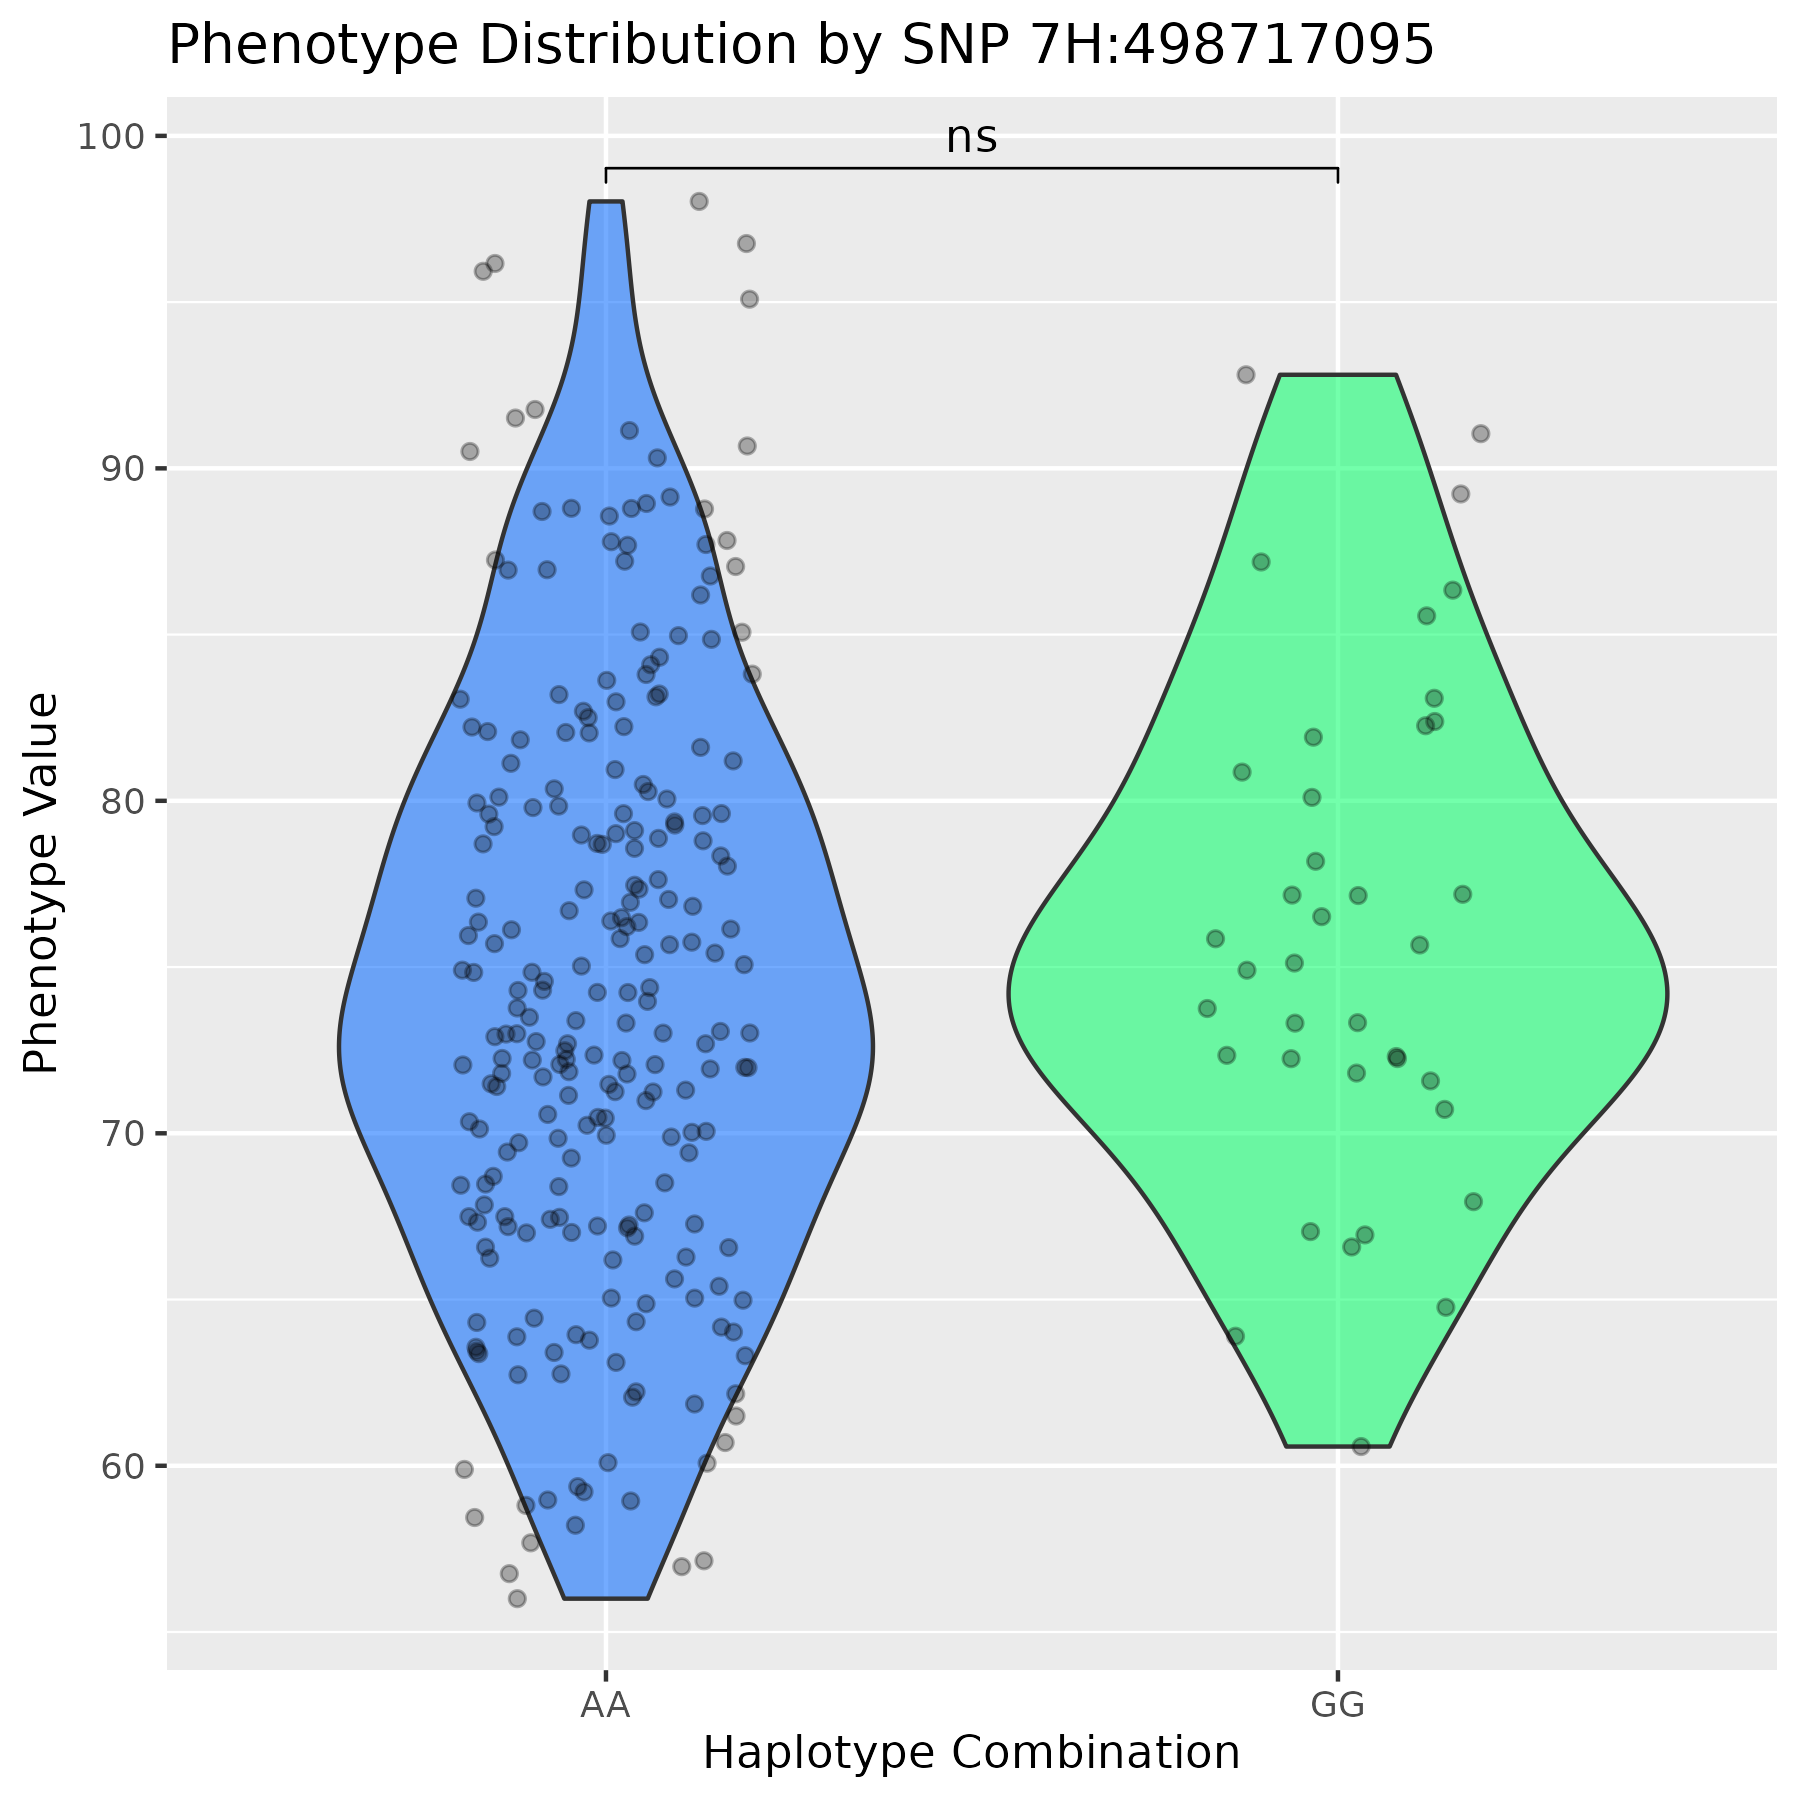 Phenotype Distribution by SNP 7H:498717095
ns
100
90
80
70
60
Phenotype Value
AA
GG
Haplotype Combination